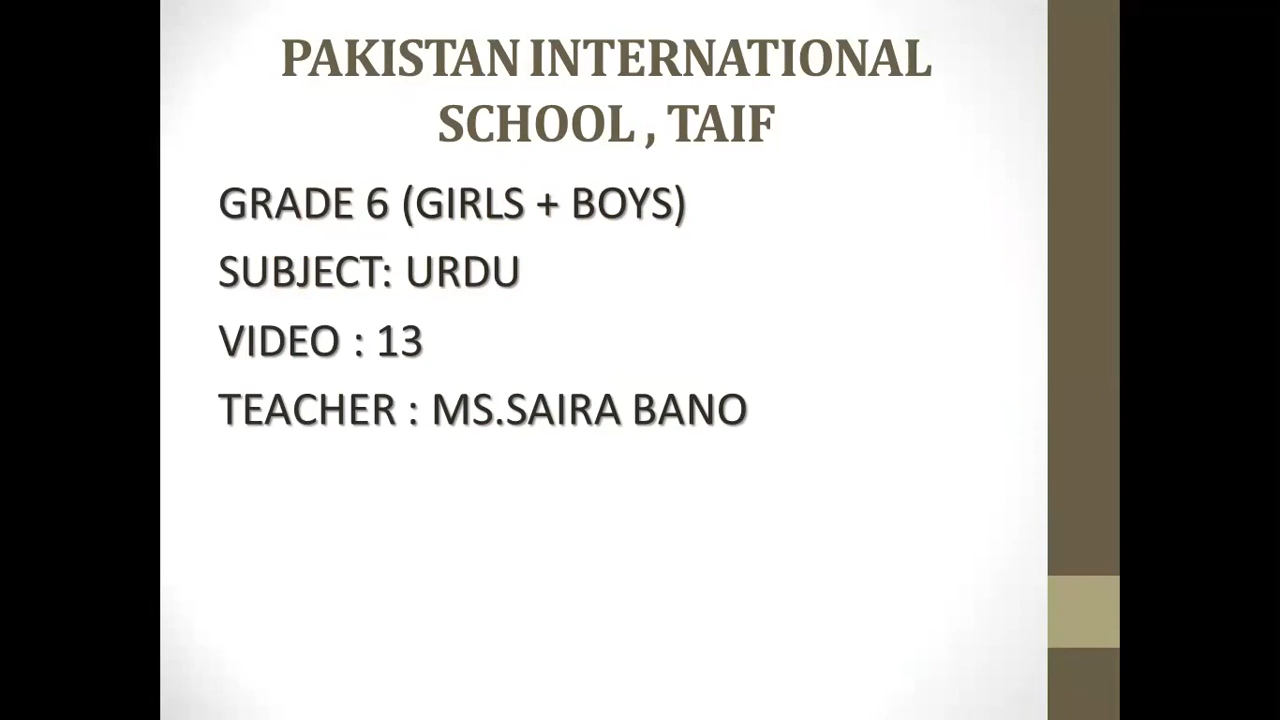 PAKISTAN INTERNATIONAL
SCHOOL , TAIF
GRADE 6 (GIRLS + BOYS)
SUBJECT: URDU
VIDEO : 13
TEACHER : MS.SAIRA BANO